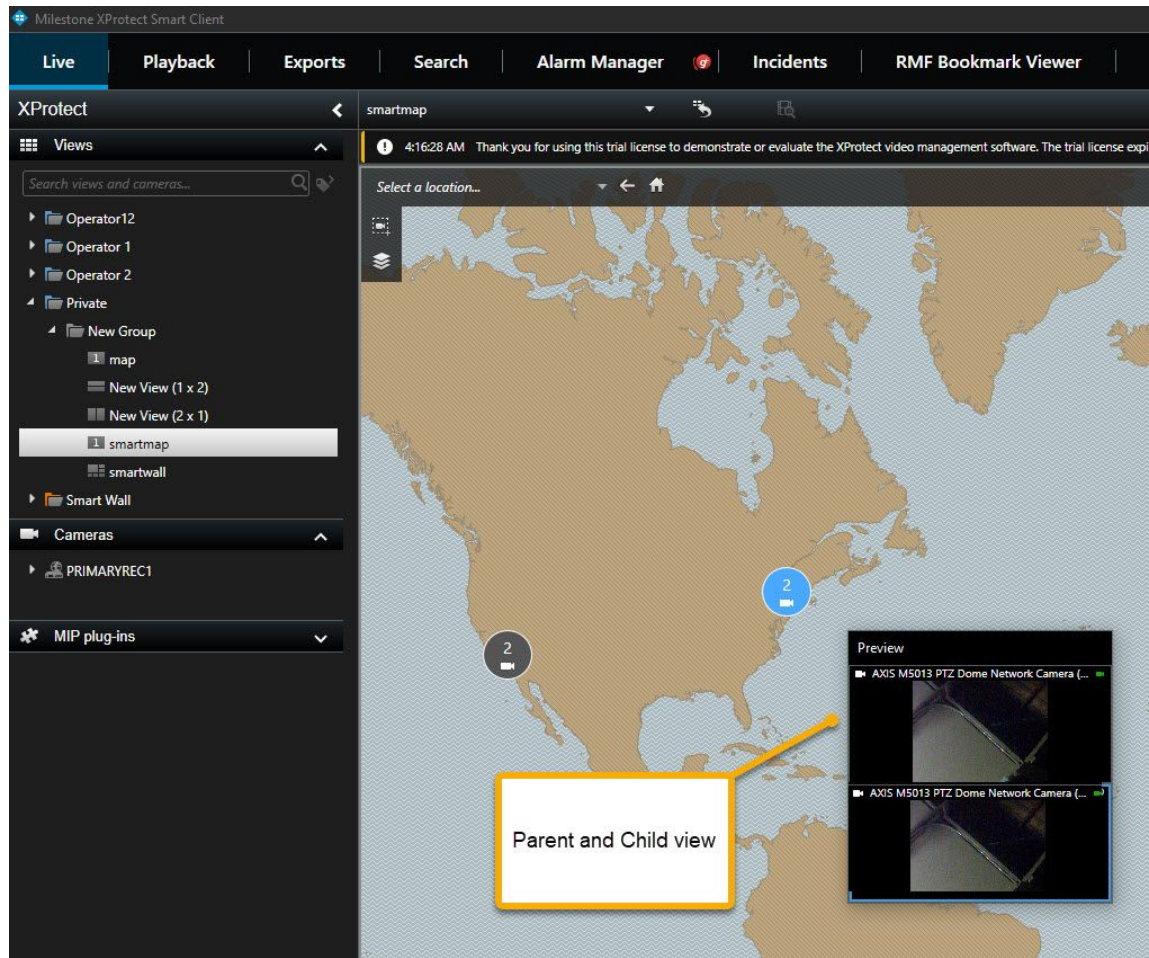 Milestone XProtect Smart Client
Live Playback Exports Search Alarm Manager Incidents RMF Bookmark Viewer
XProtect
smartmap
Views
4:16:28 AM Thank you for using this trial license to demonstrate or evaluate the XProtect video management software. The trial license expi
Search views and cameras...
Select a location...
Operator12
Operator 1
Operator 2
Private
New Group
1 map
New View (1 x 2)
New View (2 x 1)
1 smartmap
smartwall
Smart Wall
Cameras
PRIMARYREC1
MIP plug-ins
2
2
Preview
AXIS M5013 PTZ Dome Network Camera (...
AXIS M5013 PTZ Dome Network Camera (...
Parent and Child view